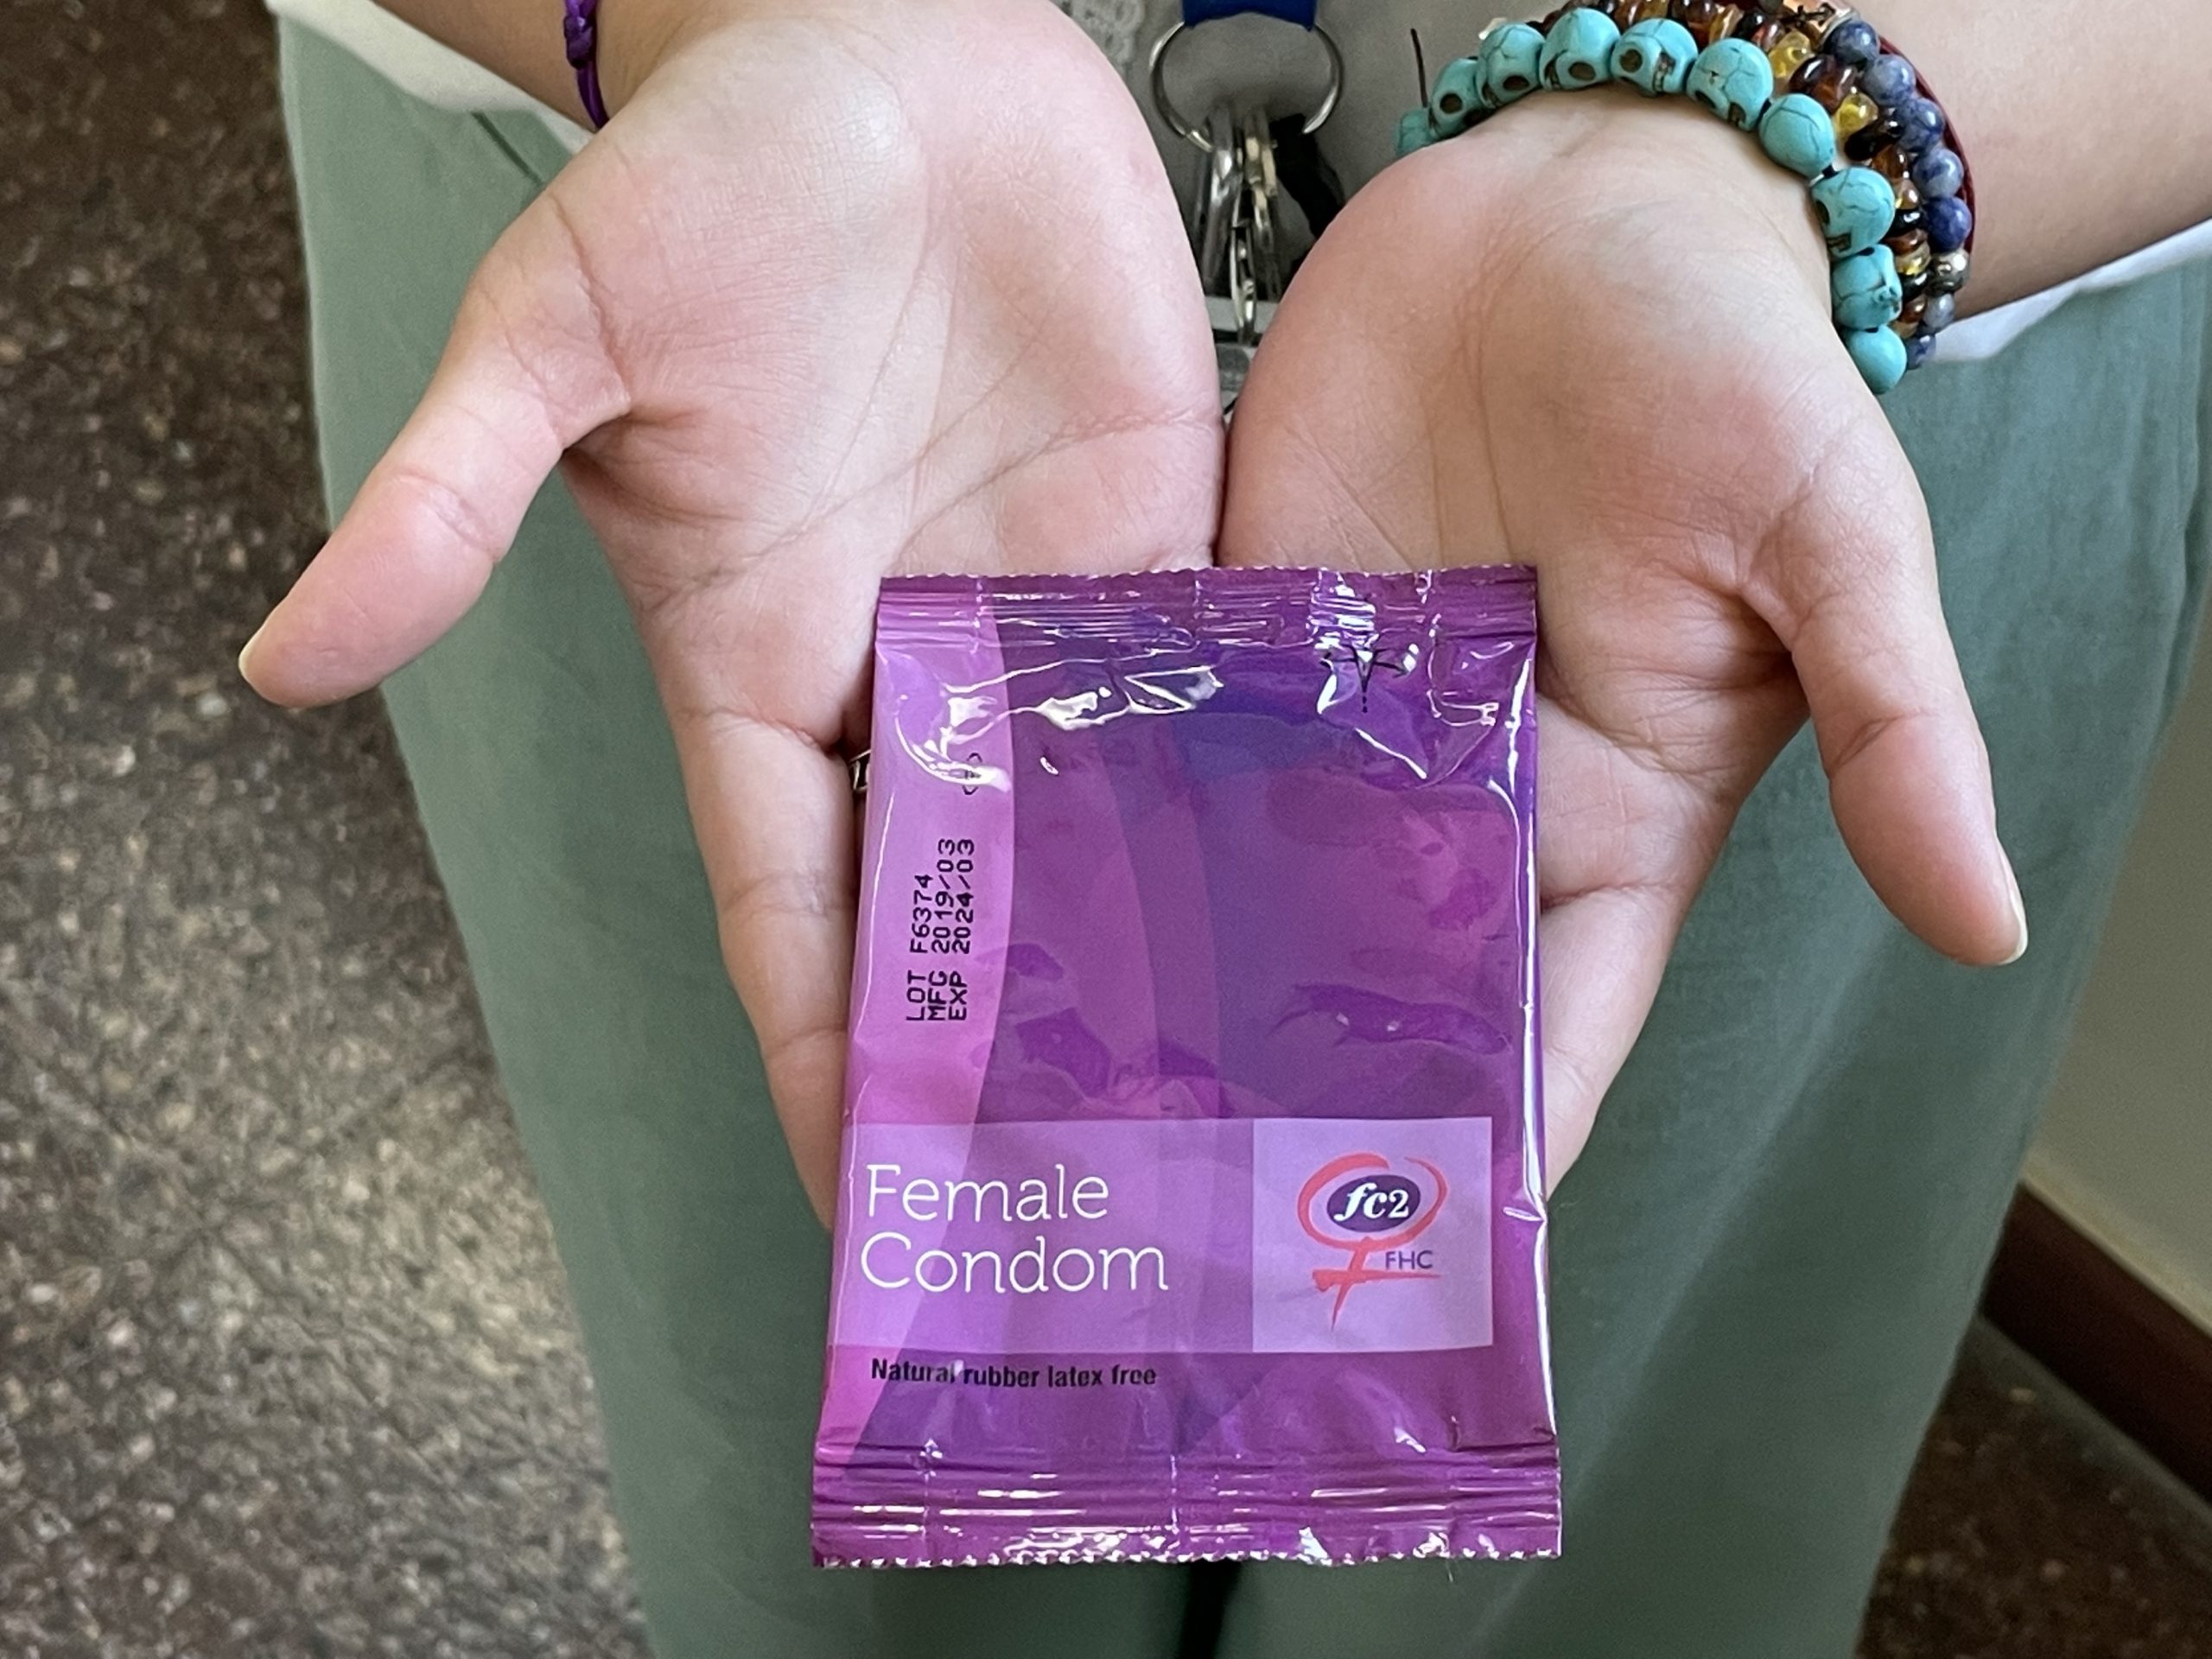 LOT F6374
MFG 2019/03
EXP 2024/03
Female
Condom
fc2
FHC
Natural rubber latex free